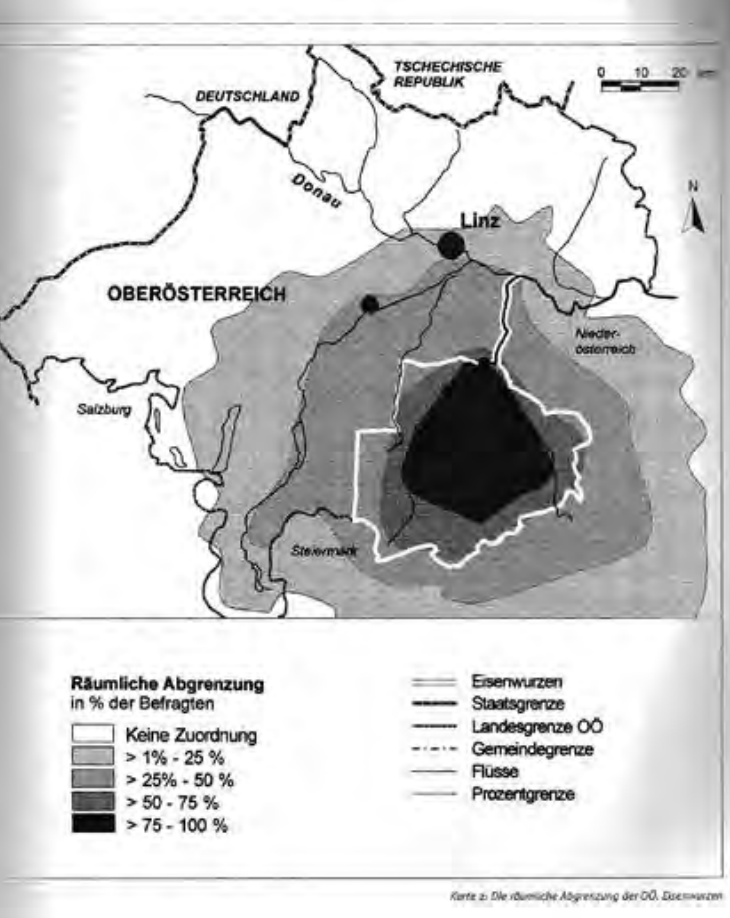 TSCHECHISCHE
REPUBLIK
0 10 20 km
DEUTSCHLAND
Donau
N
Linz
OBERÖSTERREICH
Nieder-
österreich
Salzburg
Steiermark
Räumliche Abgrenzung
in % der Befragten
Keine Zuordnung
> 1% - 25 %
> 25% - 50 %
> 50 - 75 %
> 75 - 100 %
Eisenwurzen
Staatsgrenze
Landesgrenze OÖ
Gemeindegrenze
Flüsse
Prozentgrenze
Karte 2: Die räumliche Abgrenzung der OÖ. Eisenwurzen